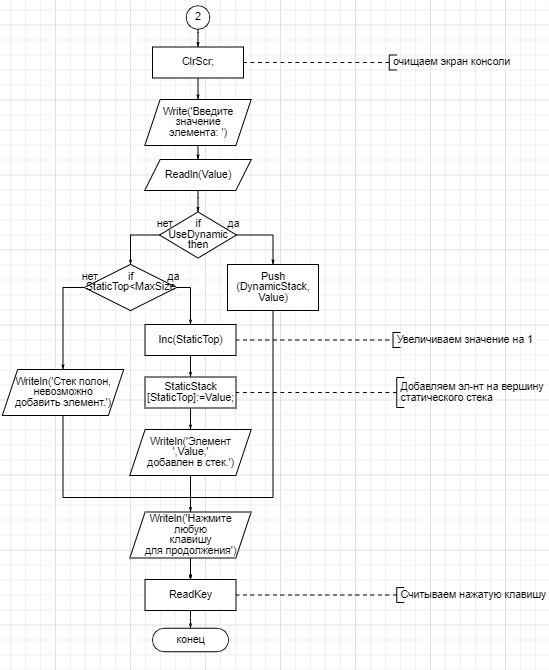 2
ClrScr;
очищаем экран консоли
Write('Введите
значение
элемента: ')
Readln(Value)
нет
if
да
UseDynamic
then
нет
if
да
StaticTop<MaxSize
Push
(DynamicStack,
Value)
Inc(StaticTop)
Увеличиваем значение на 1
Writeln('Стек полон,
невозможно
добавить элемент.')
StaticStack
[StaticTop]:=Value;
Добавляем эл-нт на вершину
статического стека
Writeln('Элемент
',Value,'
добавлен в стек.')
Writeln('Нажмите
любую
клавишу
для продолжения')
ReadKey
Считываем нажатую клавишу
конец